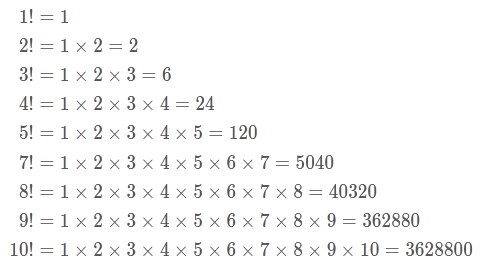 1! = 1
2! = 1 × 2 = 2
3! = 1 × 2 × 3 = 6
4! = 1 × 2 × 3 × 4 = 24
5! = 1 × 2 × 3 × 4 × 5 = 120
7! = 1 × 2 × 3 × 4 × 5 × 6 × 7 = 5040
8! = 1 × 2 × 3 × 4 × 5 × 6 × 7 × 8 = 40320
9! = 1 × 2 × 3 × 4 × 5 × 6 × 7 × 8 × 9 = 362880
10! = 1 × 2 × 3 × 4 × 5 × 6 × 7 × 8 × 9 × 10 = 3628800